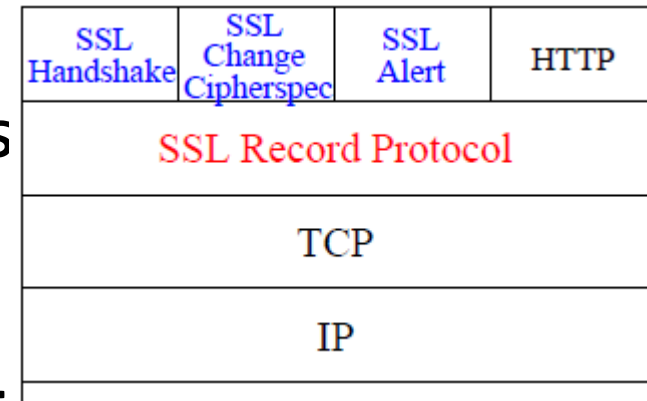 SSL
Handshake
SSL
Change
Cipherspec
SSL
Alert
HTTP
s
SSL Record Protocol
TCP
IP
.